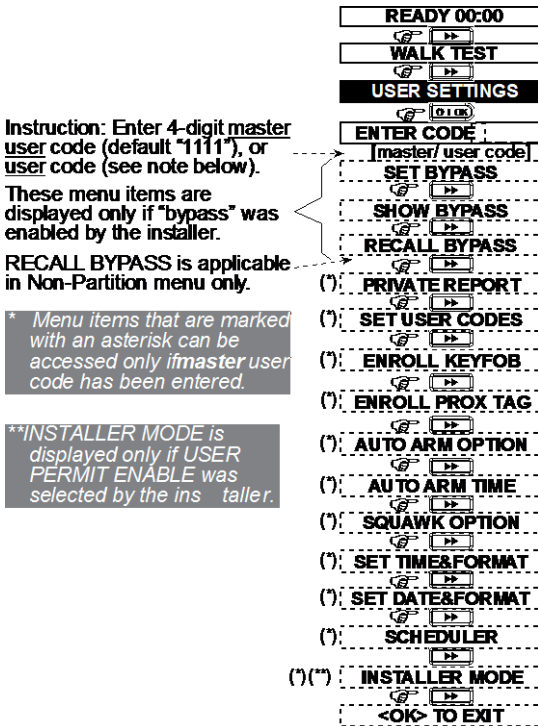 READY 00:00
WALK TEST
USER SETTINGS
OIOK
ENTER CODE
[master/ user code]
Instruction: Enter 4-digit master
user code (default "1111"), or
user code (see note below).
These menu items are
displayed only if "bypass" was
enabled by the installer.
RECALL BYPASS is applicable
in Non-Partition menu only.
* Menu items that are marked
with an asterisk can be
accessed only ifmaster user
code has been entered.
**INSTALLER MODE is
displayed only if USER
PERMIT ENABLE was
selected by the ins taller.
SET BYPASS
SHOW BYPASS
RECALL BYPASS
(*) PRIVATE REPORT
(*) SET USER CODES
(*) ENROLL KEYFOB
(*) ENROLL PROX TAG
(*) AUTO ARM OPTION
(*) AUTO ARM TIME
(*) SQUAWK OPTION
(*) SET TIME&FORMAT
(*) SET DATE&FORMAT
(*) SCHEDULER
(*)(**) INSTALLER MODE
<OK> TO EXIT